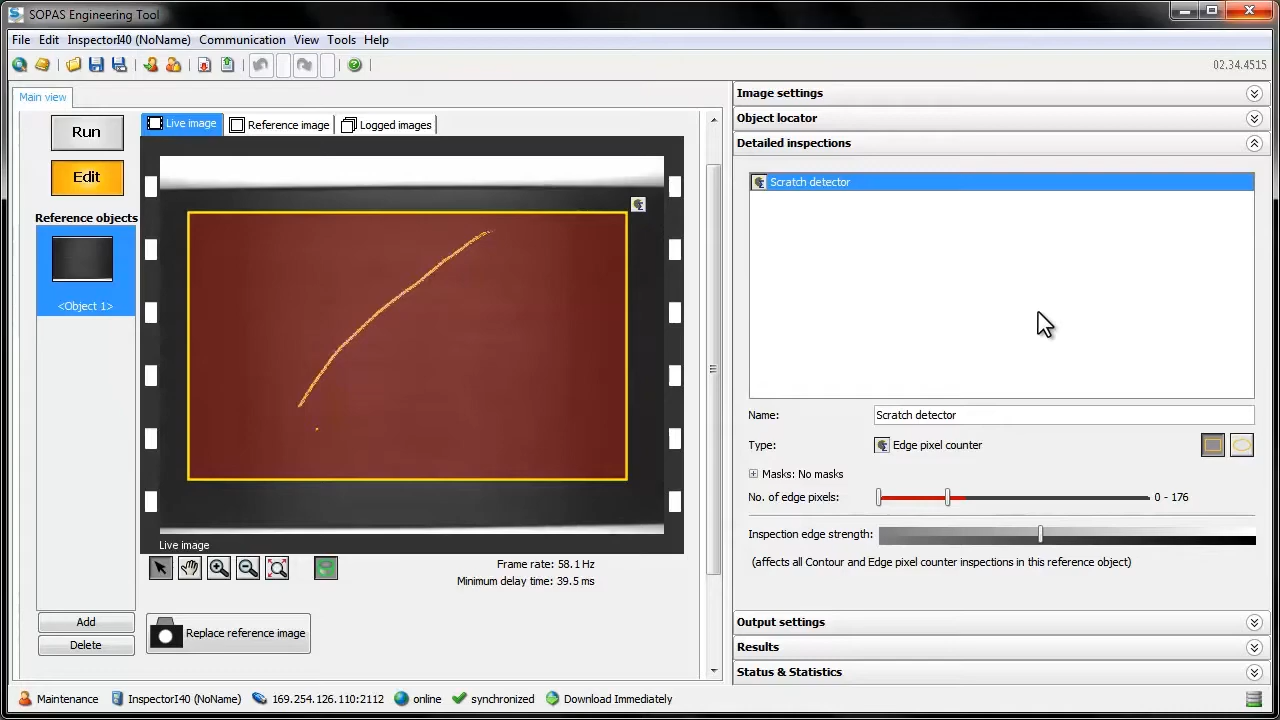 SOPAS Engineering Tool
File Edit InspectorI40 (NoName) Communication View Tools Help
02.34.4515
Main view
Run
Edit
Reference objects
<Object 1>
Add
Delete
Live image Reference image Logged images
Live image
Frame rate: 58.1 Hz
Minimum delay time: 39.5 ms
Replace reference image
Image settings
Object locator
Detailed inspections
Scratch detector
Name: Scratch detector
Type: Edge pixel counter
Masks: No masks
No. of edge pixels: 0 - 176
Inspection edge strength:
(affects all Contour and Edge pixel counter inspections in this reference object)
Output settings
Results
Status & Statistics
Maintenance InspectorI40 (NoName) 169.254.126.110:2112 online synchronized Download Immediately